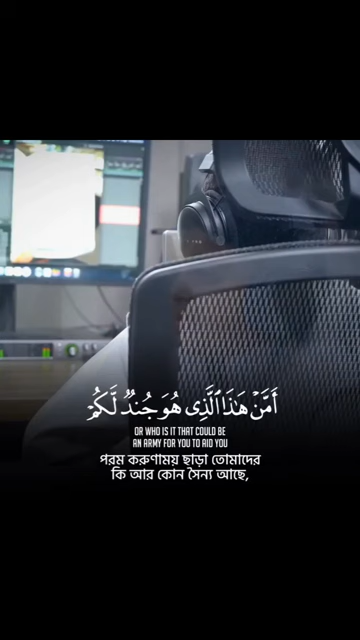 أَمَّنْ هَٰذَا ٱلَّذِى هُوَ جُندٌ لَّكُمْ
OR WHO IS IT THAT COULD BE
AN ARMY FOR YOU TO AID YOU
পরম করুণাময় ছাড়া তোমাদের
কি আর কোন সৈন্য আছে,